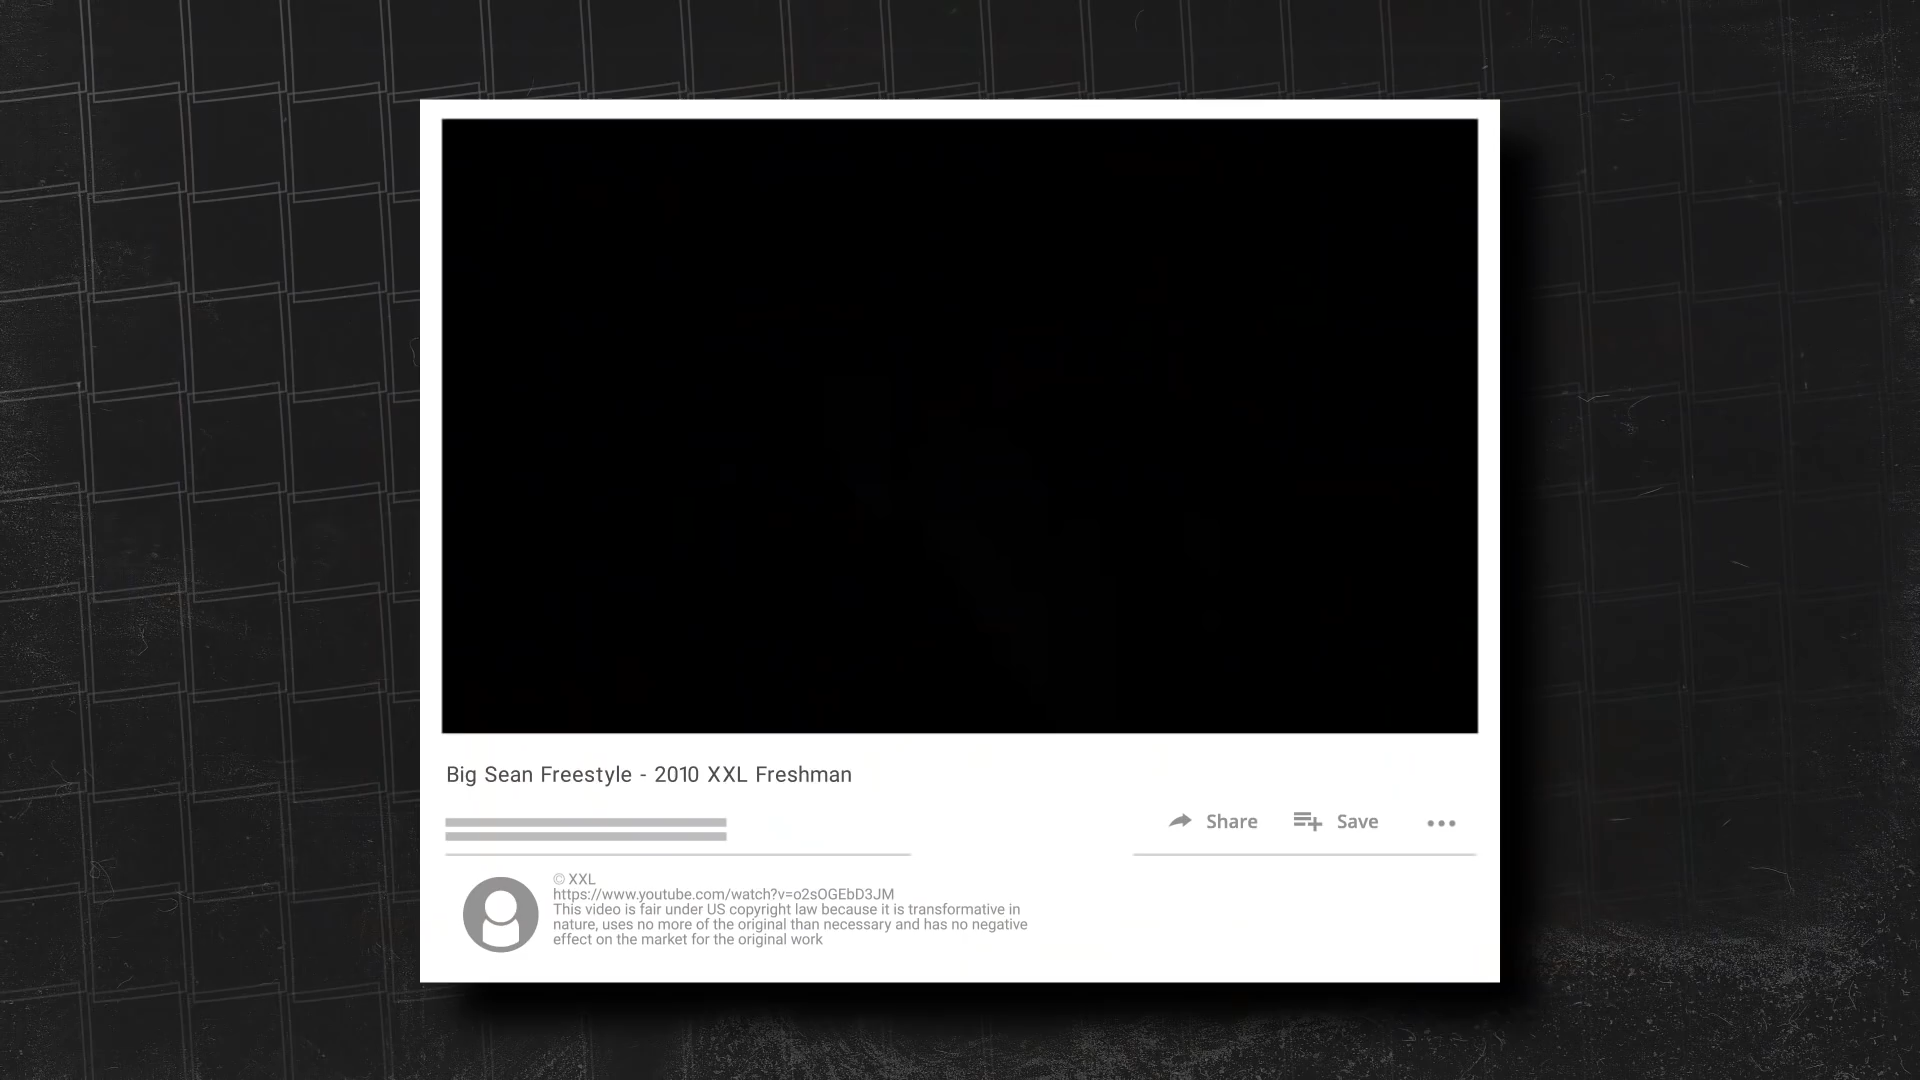 Big Sean Freestyle - 2010 XXL Freshman
Share
Save
© XXL
https://www.youtube.com/watch?v=o2sOGEbD3JM
This video is fair under US copyright law because it is transformative in
nature, uses no more of the original than necessary and has no negative
effect on the market for the original work